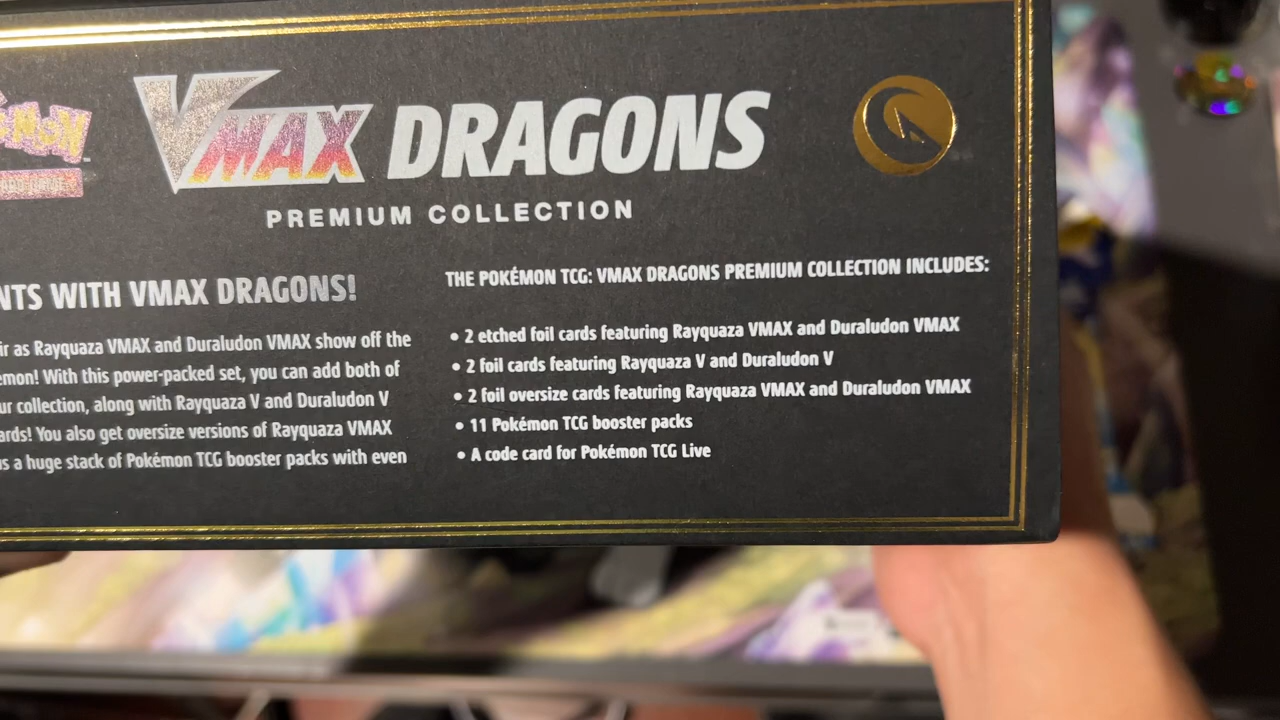 VMAX DRAGONS
PREMIUM COLLECTION
NTS WITH VMAX DRAGONS!
ir as Rayquaza VMAX and Duraludon VMAX show off the
emon! With this power-packed set, you can add both of
ur collection, along with Rayquaza V and Duraludon V
ards! You also get oversize versions of Rayquaza VMAX
us a huge stack of Pokémon TCG booster packs with even
THE POKÉMON TCG: VMAX DRAGONS PREMIUM COLLECTION INCLUDES:
• 2 etched foil cards featuring Rayquaza VMAX and Duraludon VMAX
• 2 foil cards featuring Rayquaza V and Duraludon V
• 2 foil oversize cards featuring Rayquaza VMAX and Duraludon VMAX
• 11 Pokémon TCG booster packs
• A code card for Pokémon TCG Live